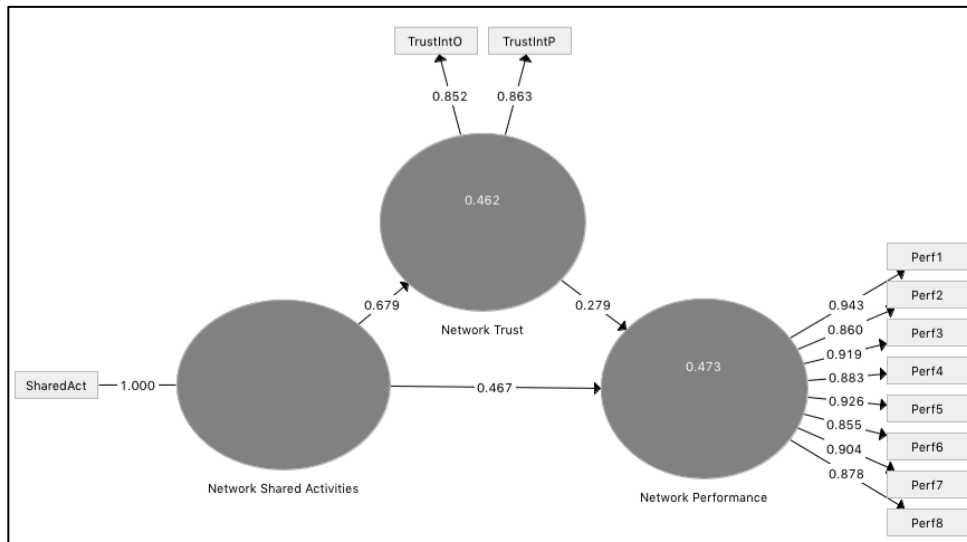 TrustIntO TrustIntP
0.852 0.863
0.462
Network Trust
0.679 0.279
SharedAct 1.000
0.467
Network Shared Activities
0.473
Network Performance
0.943
0.860
0.919
0.883
0.926
0.855
0.904
0.878
Perf1
Perf2
Perf3
Perf4
Perf5
Perf6
Perf7
Perf8